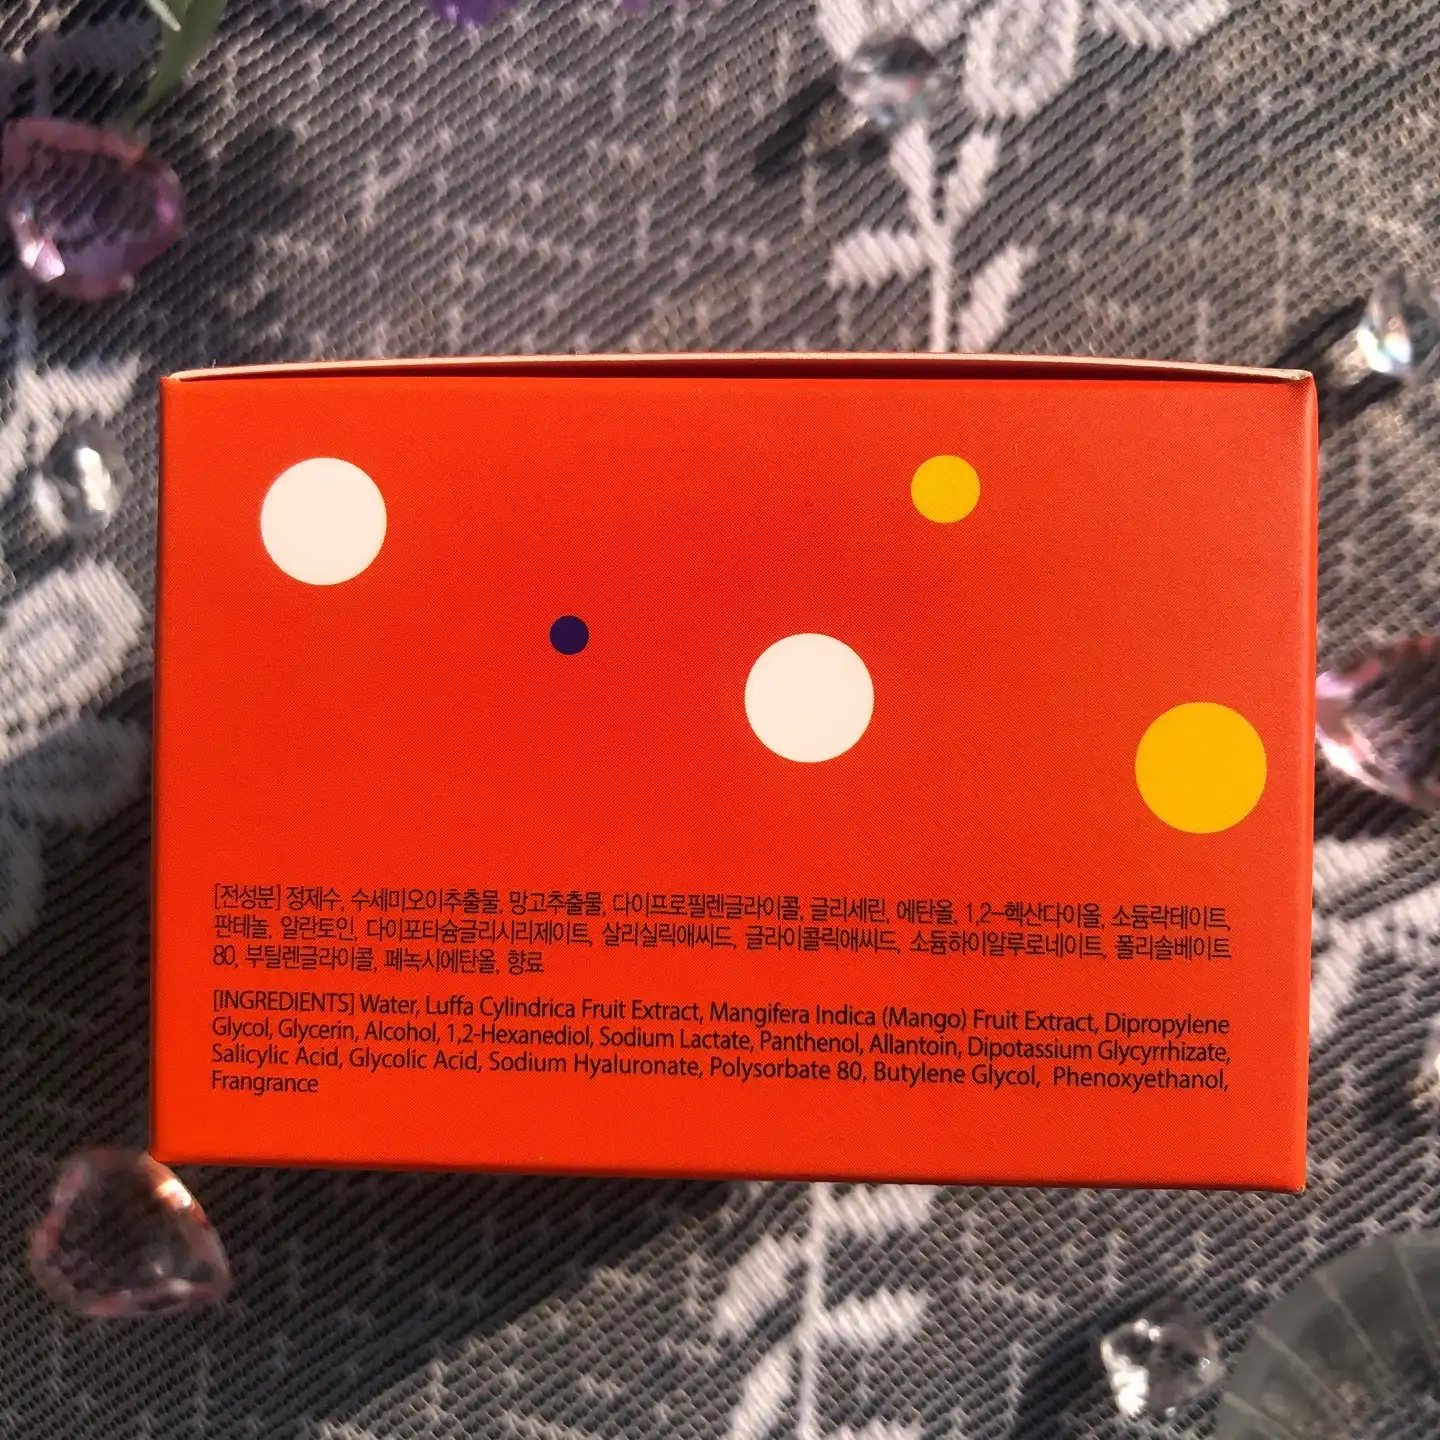 [전성분] 정제수, 수세미오이추출물, 망고추출물, 다이프로필렌글라이콜, 글리세린, 에탄올, 1,2–헥산다이올, 소듐락테이트,
판테놀, 알란토인, 다이포타슘글리시리제이트, 살리실릭애씨드, 글라이콜릭애씨드, 소듐하이알루로네이트, 폴리솔베이트
80, 부틸렌글라이콜, 페녹시에탄올, 향료
[INGREDIENTS] Water, Luffa Cylindrica Fruit Extract, Mangifera Indica (Mango) Fruit Extract, Dipropylene
Glycol, Glycerin, Alcohol, 1,2-Hexanediol, Sodium Lactate, Panthenol, Allantoin, Dipotassium Glycyrrhizate,
Salicylic Acid, Glycolic Acid, Sodium Hyaluronate, Polysorbate 80, Butylene Glycol, Phenoxyethanol,
Frangrance